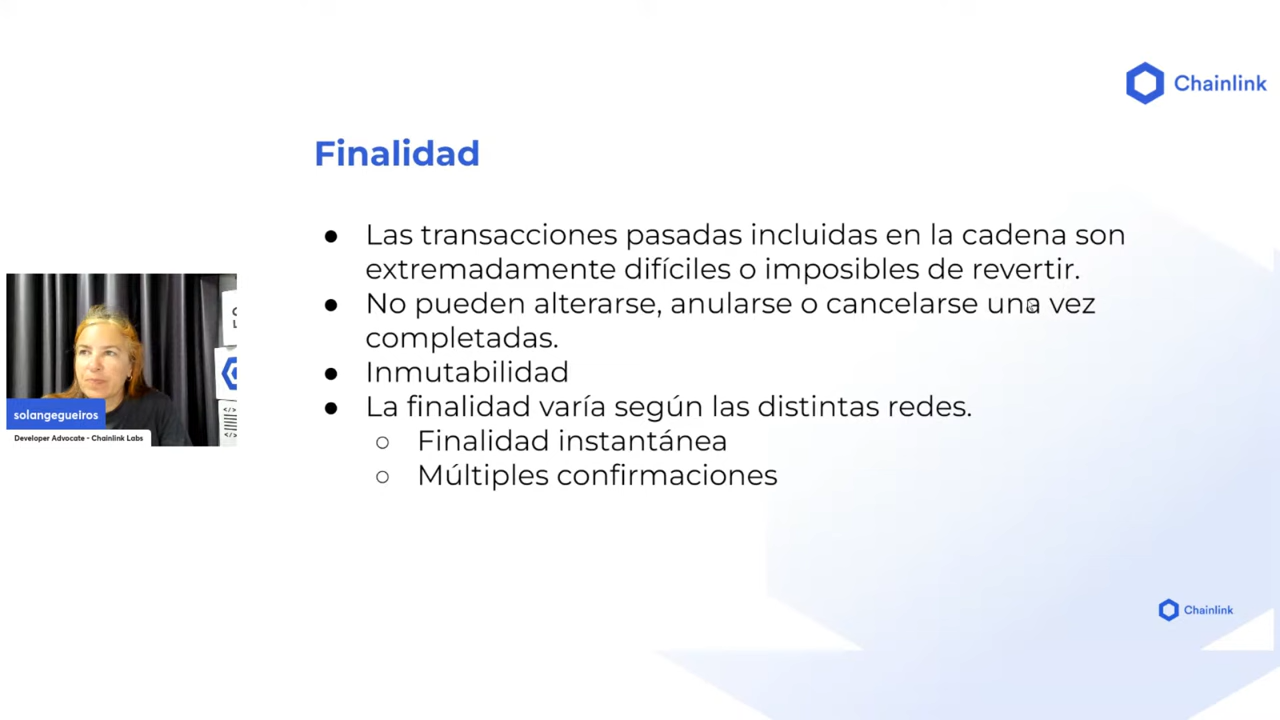 Chainlink
Finalidad
● Las transacciones pasadas incluidas en la cadena son
extremadamente difíciles o imposibles de revertir.
● No pueden alterarse, anularse o cancelarse una vez
completadas.
● Inmutabilidad
● La finalidad varía según las distintas redes.
○ Finalidad instantánea
○ Múltiples confirmaciones
solangegueiros
Developer Advocate - Chainlink Labs
Chainlink